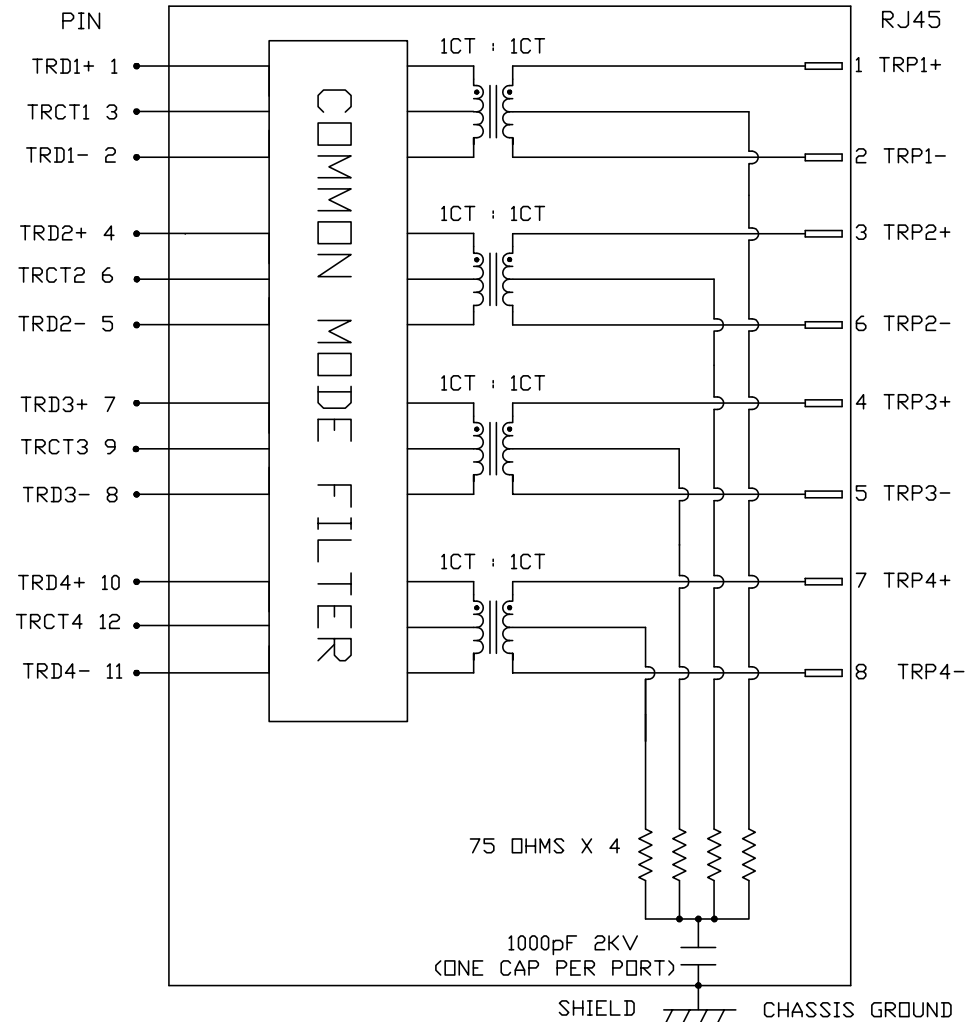 PIN
RJ45
1CT : 1CT
TRD1+ 1
1 TRP1+
TRCT1 3
TRD1- 2
2 TRP1-
1CT : 1CT
TRD2+ 4
3 TRP2+
TRCT2 6
TRD2- 5
6 TRP2-
1CT : 1CT
TRD3+ 7
4 TRP3+
TRCT3 9
TRD3- 8
5 TRP3-
1CT : 1CT
TRD4+ 10
7 TRP4+
TRCT4 12
TRD4- 11
8 TRP4-
COMMON MODE FILTER
75 OHMS X 4
1000pF 2KV
(ONE CAP PER PORT)
SHIELD
CHASSIS GROUND